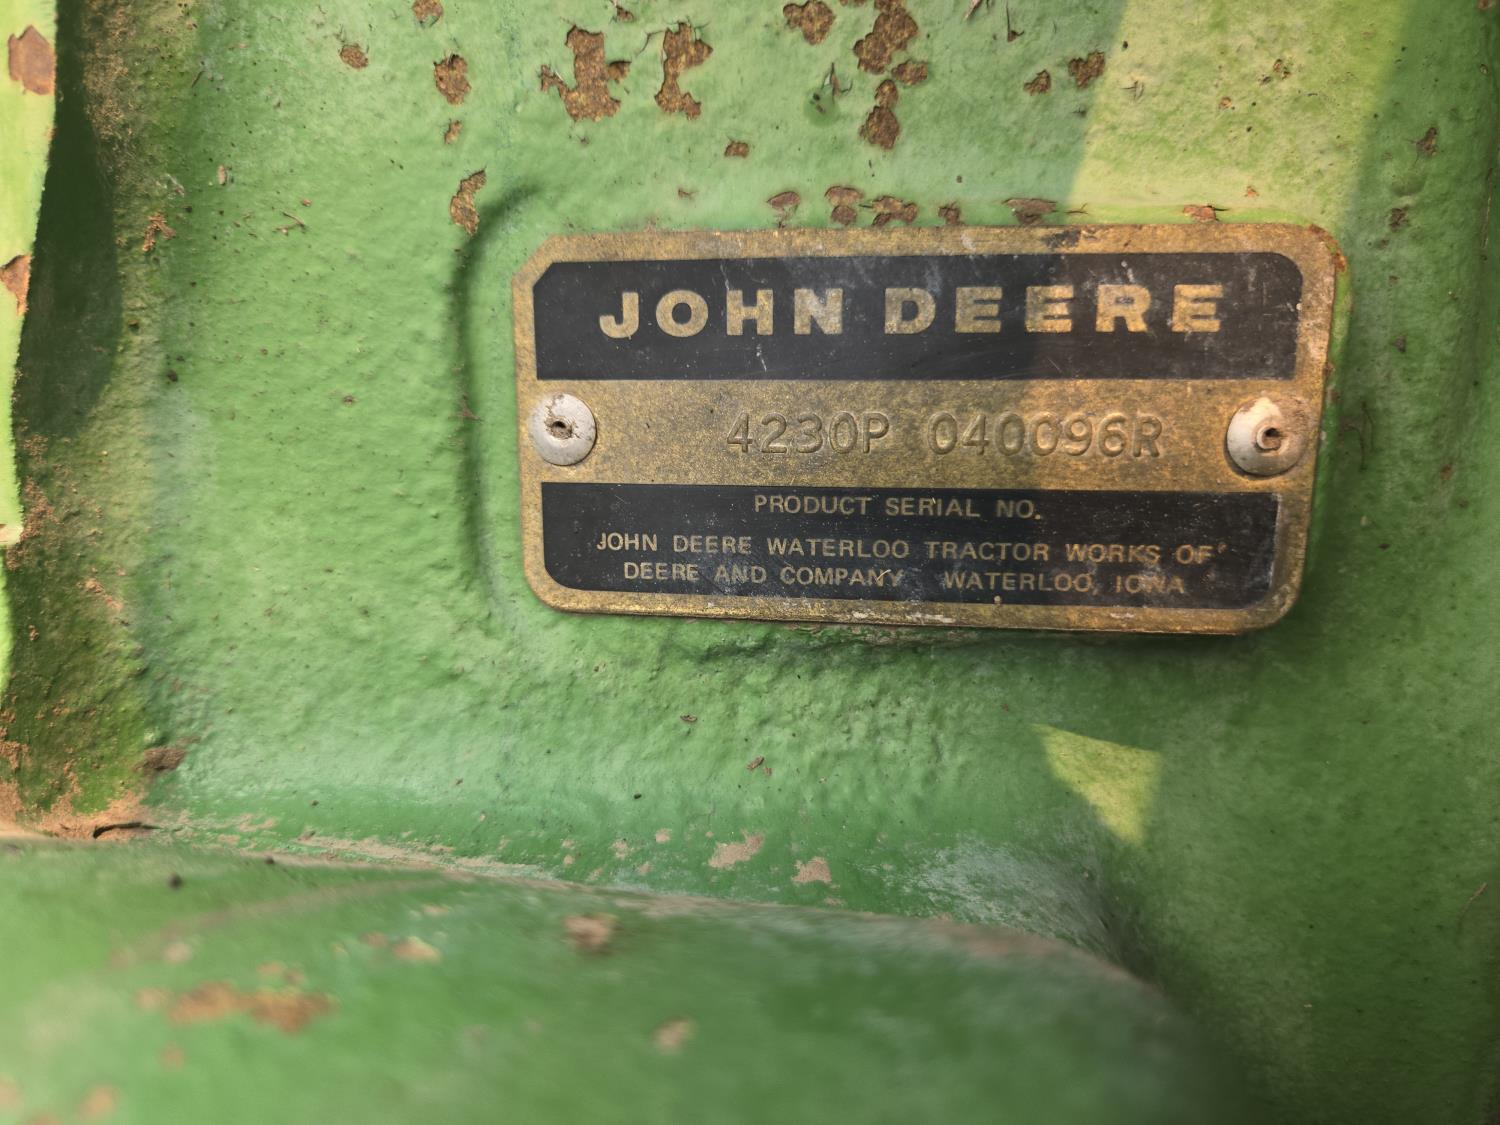 JOHN DEERE
4230P 040096R
PRODUCT SERIAL NO.
JOHN DEERE WATERLOO TRACTOR WORKS OF
DEERE AND COMPANY WATERLOO, IOWA